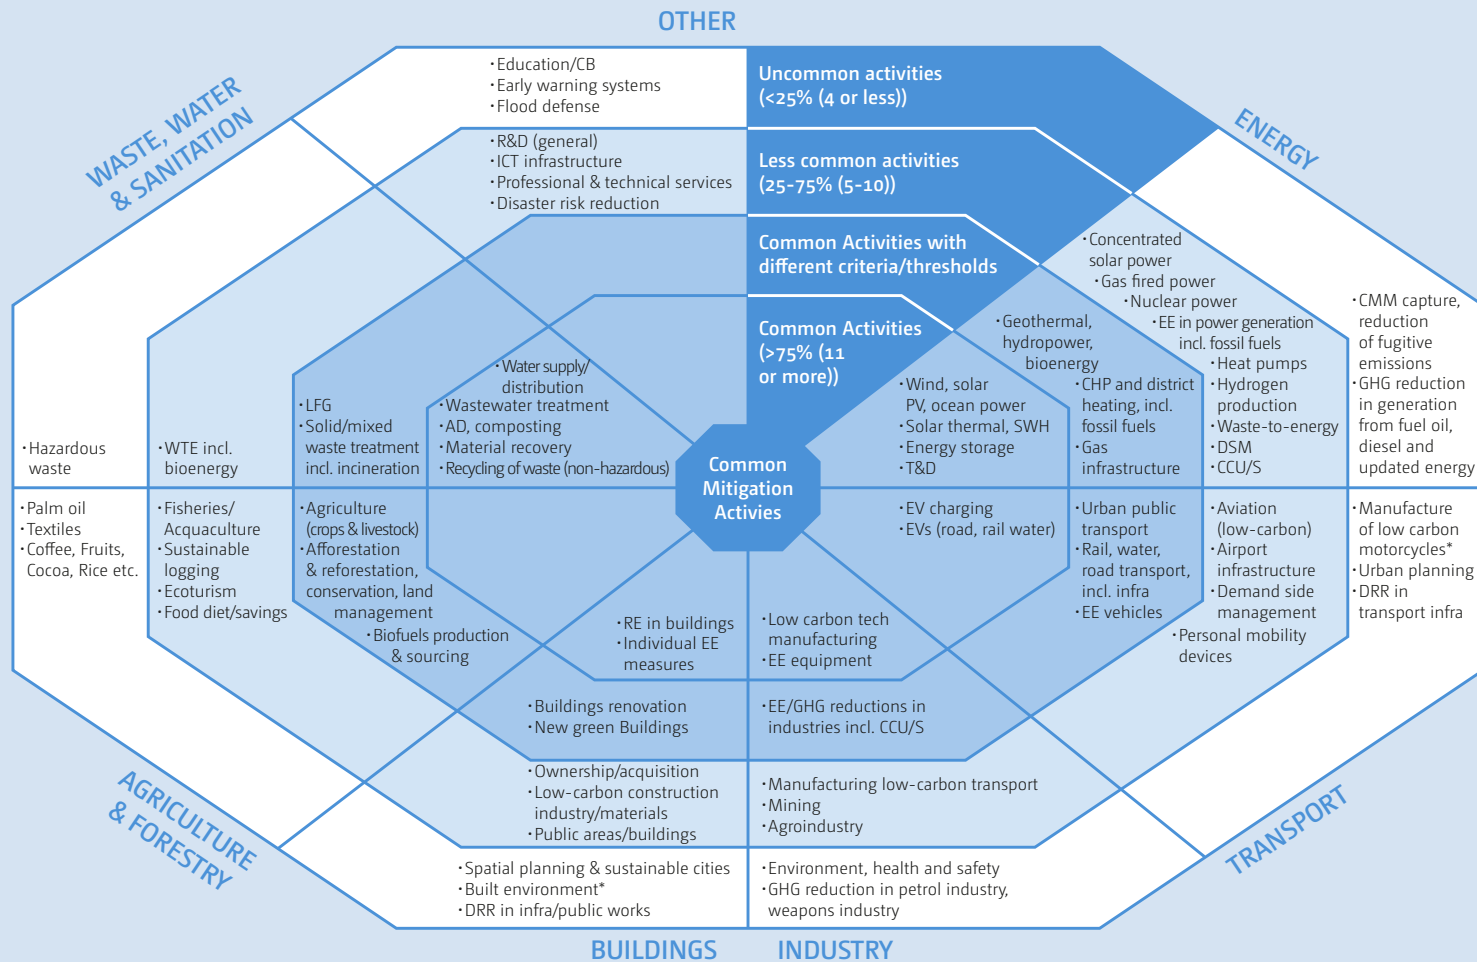 OTHER
WASTE, WATER
& SANITATION
ENERGY
·Education/CB
·Early warning systems
·Flood defense
Uncommon activities
(<25% (4 or less))
·R&D (general)
·ICT infrastructure
·Professional & technical services
·Disaster risk reduction
Less common activities
(25-75% (5-10))
Common Activities with
different criteria/thresholds
Common Activities
(>75% (11
or more))
·Hazardous
waste
·WTE incl.
bioenergy
·LFG
·Solid/mixed
waste treatment
incl. incineration
·Water supply/
distribution
·Wastewater treatment
·AD, composting
·Material recovery
·Recycling of waste (non-hazardous)
Common
Mitigation
Activies
·Wind, solar
PV, ocean power
·Solar thermal, SWH
·Energy storage
·T&D
·Geothermal,
hydropower,
bioenergy
·CHP and district
heating, incl.
fossil fuels
·Gas
infrastructure
·Concentrated
solar power
·Gas fired power
·Nuclear power
·EE in power generation
incl. fossil fuels
·Heat pumps
·Hydrogen
production
·Waste-to-energy
·DSM
·CCU/S
·CMM capture,
reduction
of fugitive
emissions
·GHG reduction
in generation
from fuel oil,
diesel and
updated energy
·Palm oil
·Textiles
·Coffee, Fruits,
Cocoa, Rice etc.
·Fisheries/
Acquaculture
·Sustainable
logging
·Ecoturism
·Food diet/savings
·Agriculture
(crops & livestock)
·Afforestation
& reforestation,
conservation, land
management
·Biofuels production
& sourcing
·EV charging
·EVs (road, rail water)
·Urban public
transport
·Rail, water,
road transport,
incl. infra
·EE vehicles
·Aviation
(low-carbon)
·Airport
infrastructure
·Demand side
management
·Personal mobility
devices
·Manufacture
of low carbon
motorcycles*
·Urban planning
·DRR in
transport infra
·RE in buildings
·Individual EE
measures
·Low carbon tech
manufacturing
·EE equipment
·Buildings renovation
·New green Buildings
·EE/GHG reductions in
industries incl. CCU/S
·Ownership/acquisition
·Low-carbon construction
industry/materials
·Public areas/buildings
·Manufacturing low-carbon transport
·Mining
·Agroindustry
·Spatial planning & sustainable cities
·Built environment*
·DRR in infra/public works
·Environment, health and safety
·GHG reduction in petrol industry,
weapons industry
AGRICULTURE
& FORESTRY
TRANSPORT
BUILDINGS
INDUSTRY